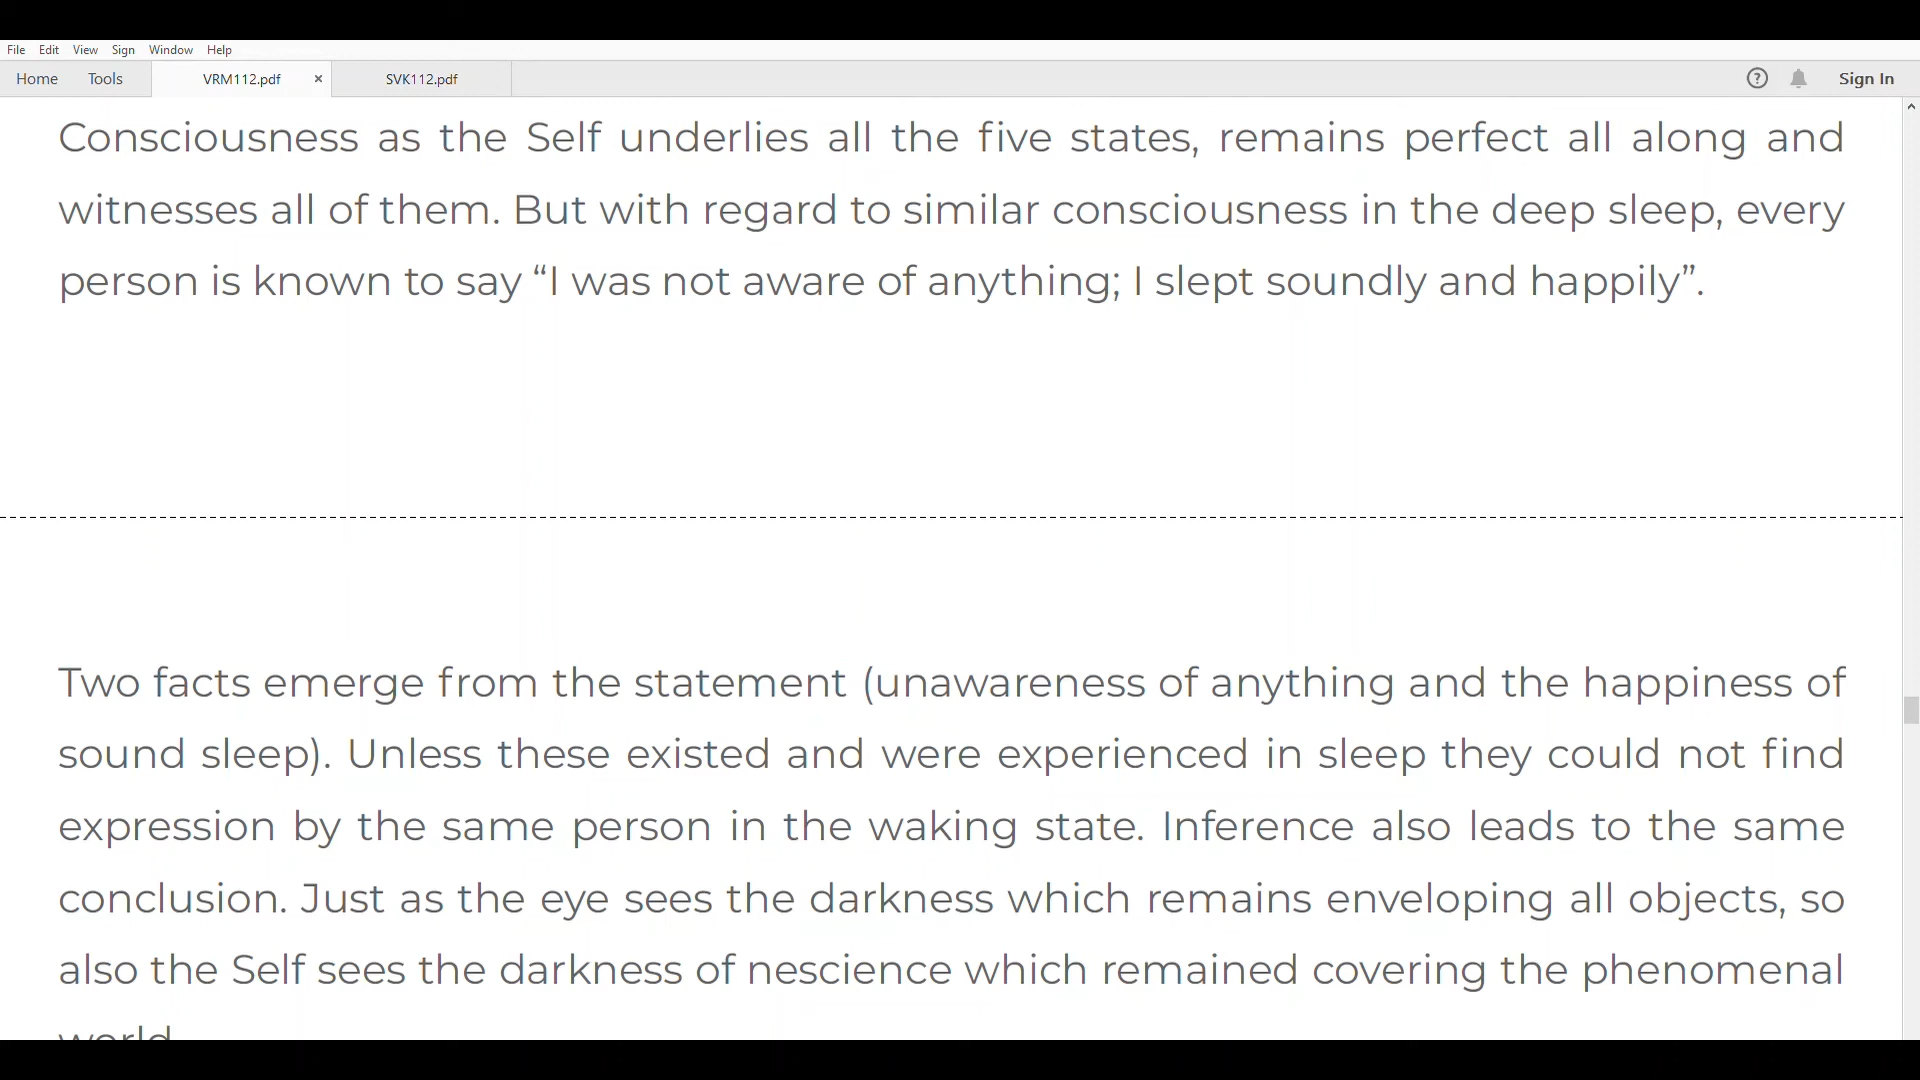 File Edit View Sign Window Help
Home Tools VRM112.pdf × SVK112.pdf ? Sign In
Consciousness as the Self underlies all the five states, remains perfect all along and
witnesses all of them. But with regard to similar consciousness in the deep sleep, every
person is known to say “I was not aware of anything; I slept soundly and happily”.
Two facts emerge from the statement (unawareness of anything and the happiness of
sound sleep). Unless these existed and were experienced in sleep they could not find
expression by the same person in the waking state. Inference also leads to the same
conclusion. Just as the eye sees the darkness which remains enveloping all objects, so
also the Self sees the darkness of nescience which remained covering the phenomenal
world